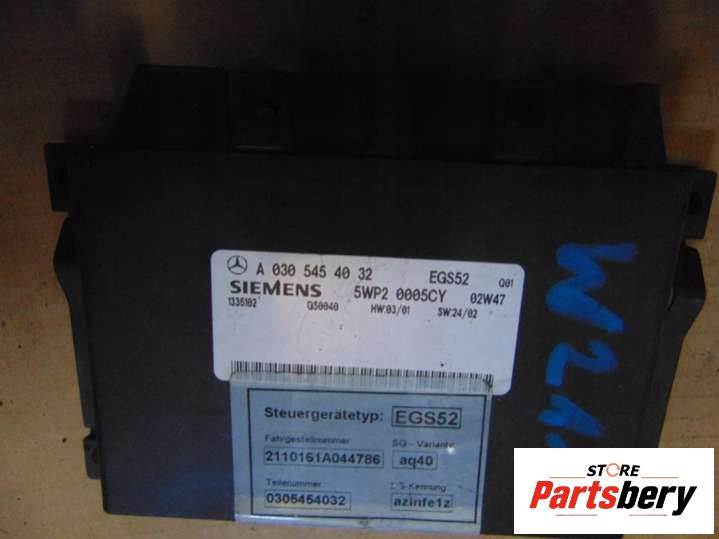 A 030 545 40 32 EGS52 Q01
SIEMENS 5WP2 0005CY 02W47
1335102 G50040 HW:03/01 SW:24/02
Steuergerätetyp: EGS52
Fahrgestellnummer SG - Variante
2110161A044786 aq40
Teilenummer
0305454032 azinfe1z
STORE
Partsbery